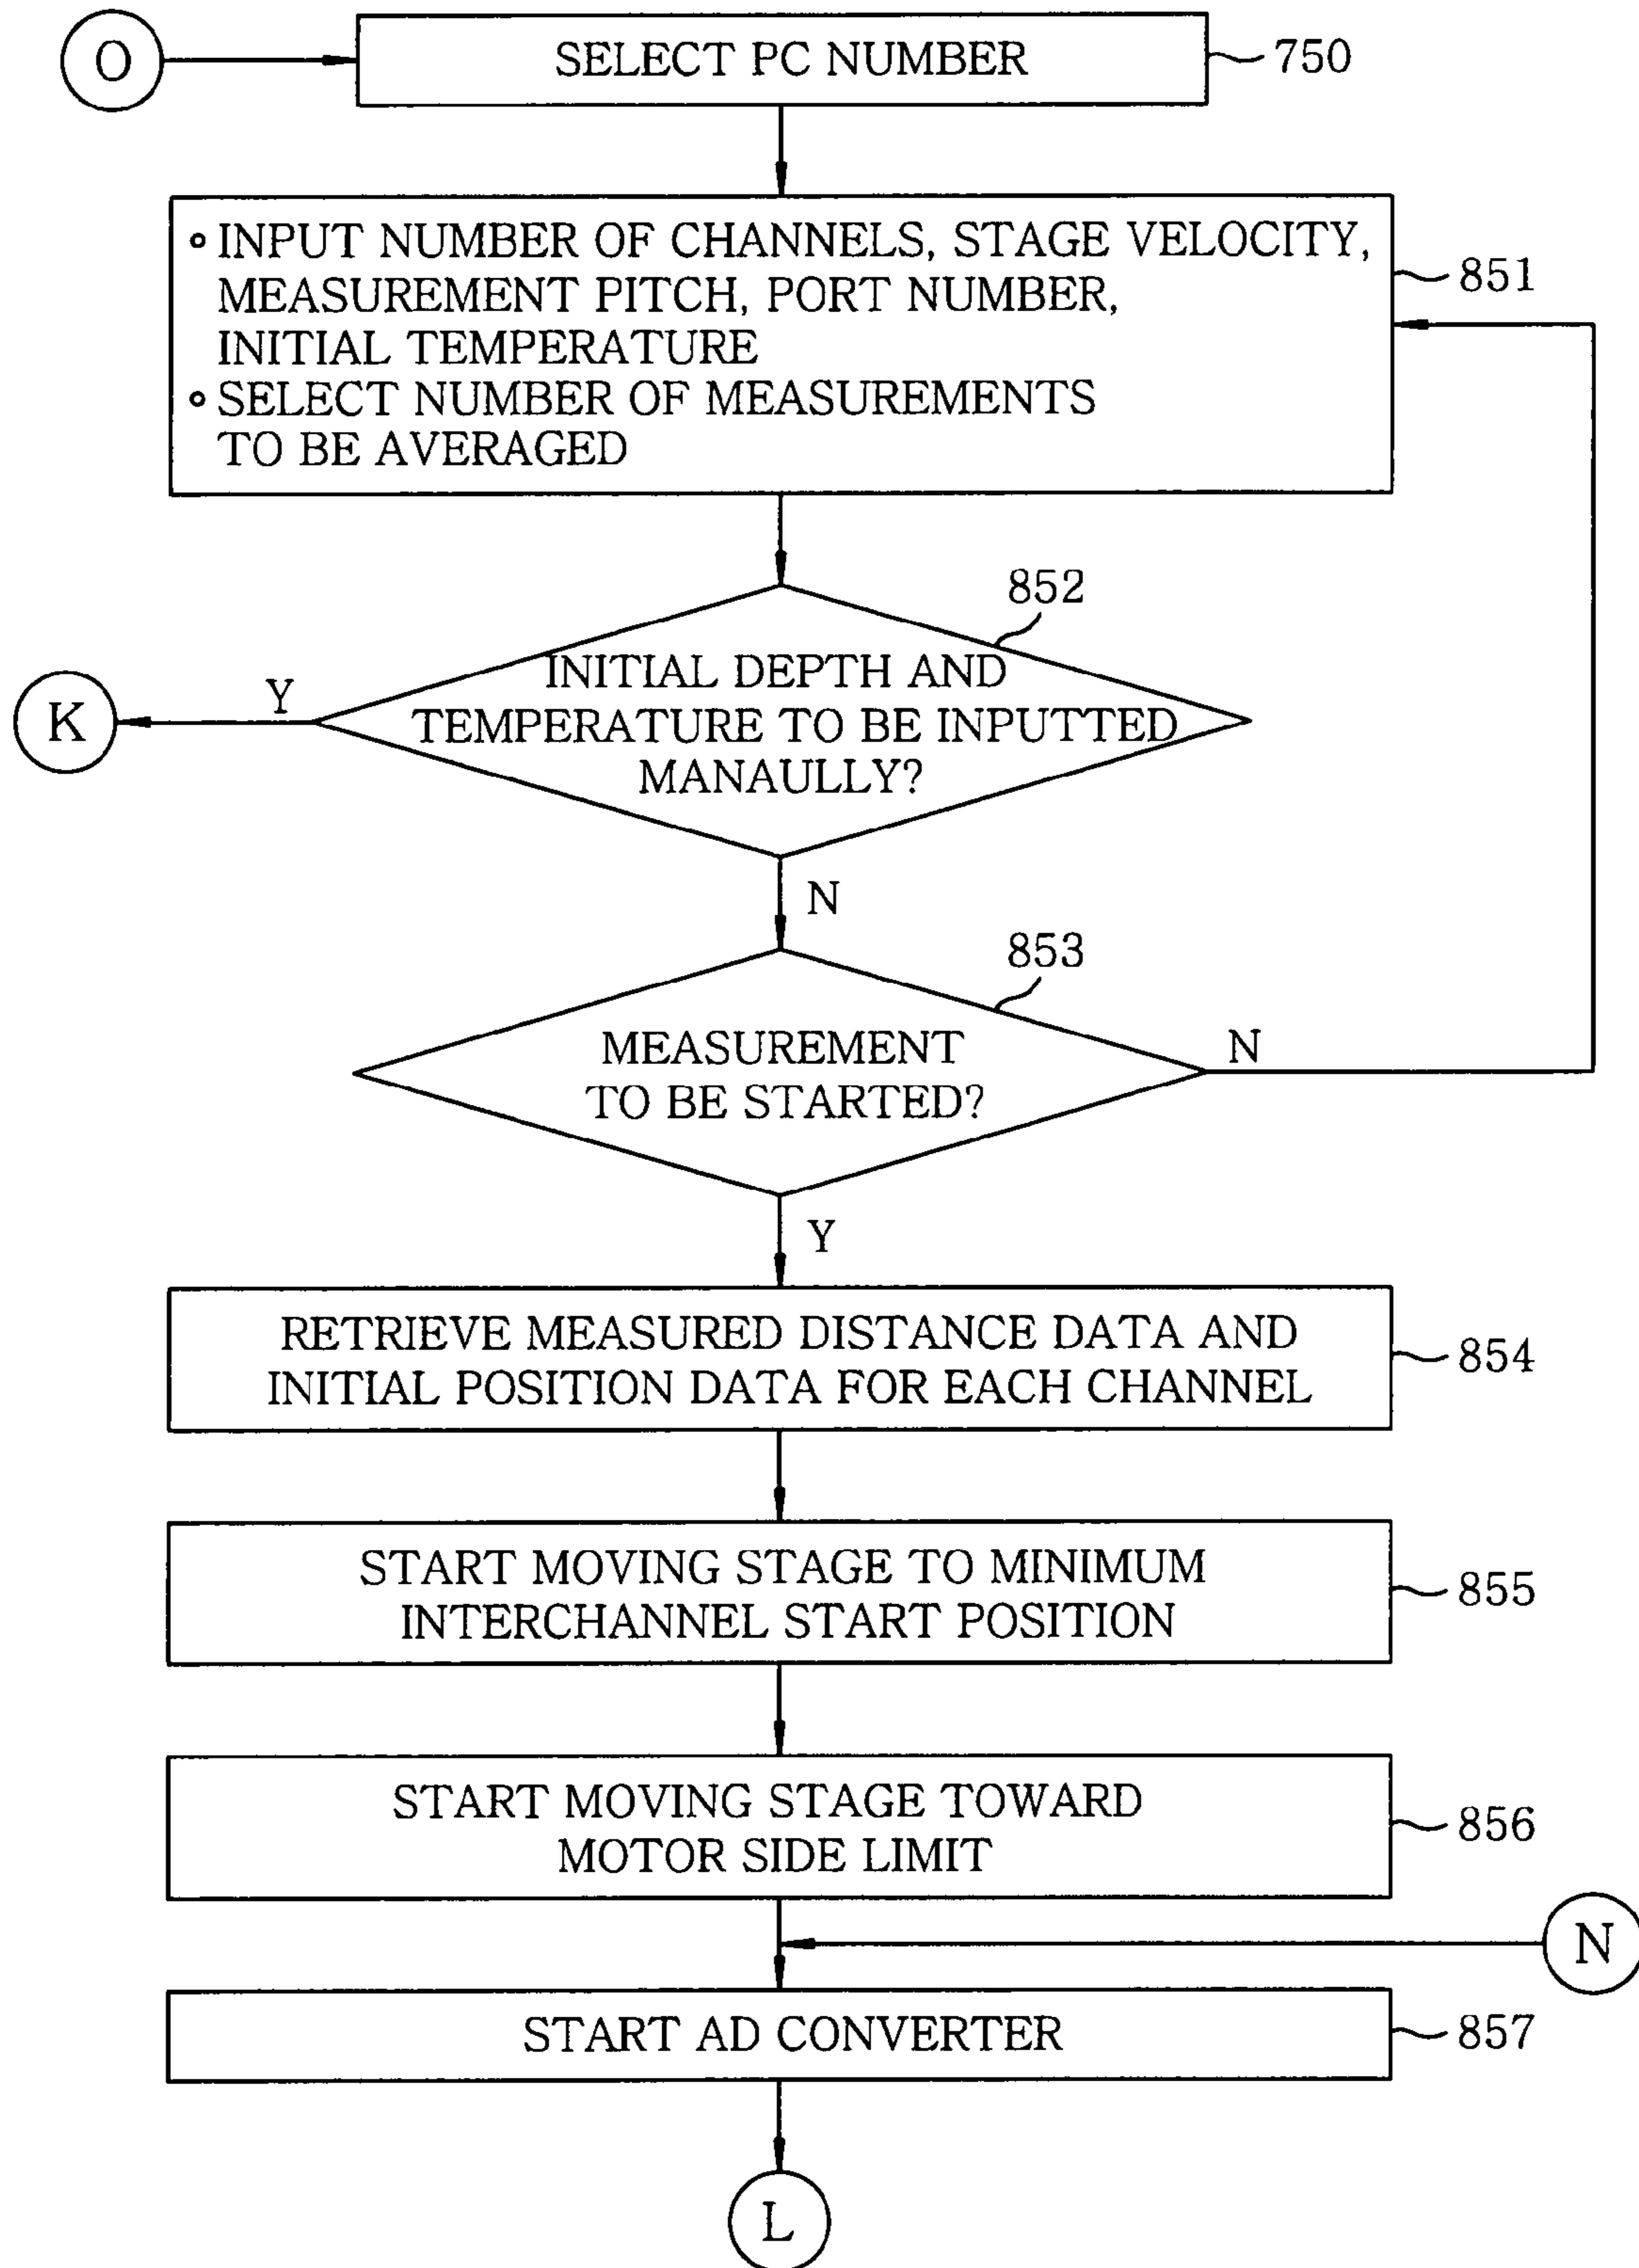 O
SELECT PC NUMBER
750
∘ INPUT NUMBER OF CHANNELS, STAGE VELOCITY,
MEASUREMENT PITCH, PORT NUMBER,
INITIAL TEMPERATURE
∘ SELECT NUMBER OF MEASUREMENTS
TO BE AVERAGED
851
852
INITIAL DEPTH AND
TEMPERATURE TO BE INPUTTED
MANAULLY?
Y
K
N
853
MEASUREMENT
TO BE STARTED?
N
Y
RETRIEVE MEASURED DISTANCE DATA AND
INITIAL POSITION DATA FOR EACH CHANNEL
854
START MOVING STAGE TO MINIMUM
INTERCHANNEL START POSITION
855
START MOVING STAGE TOWARD
MOTOR SIDE LIMIT
856
N
START AD CONVERTER
857
L